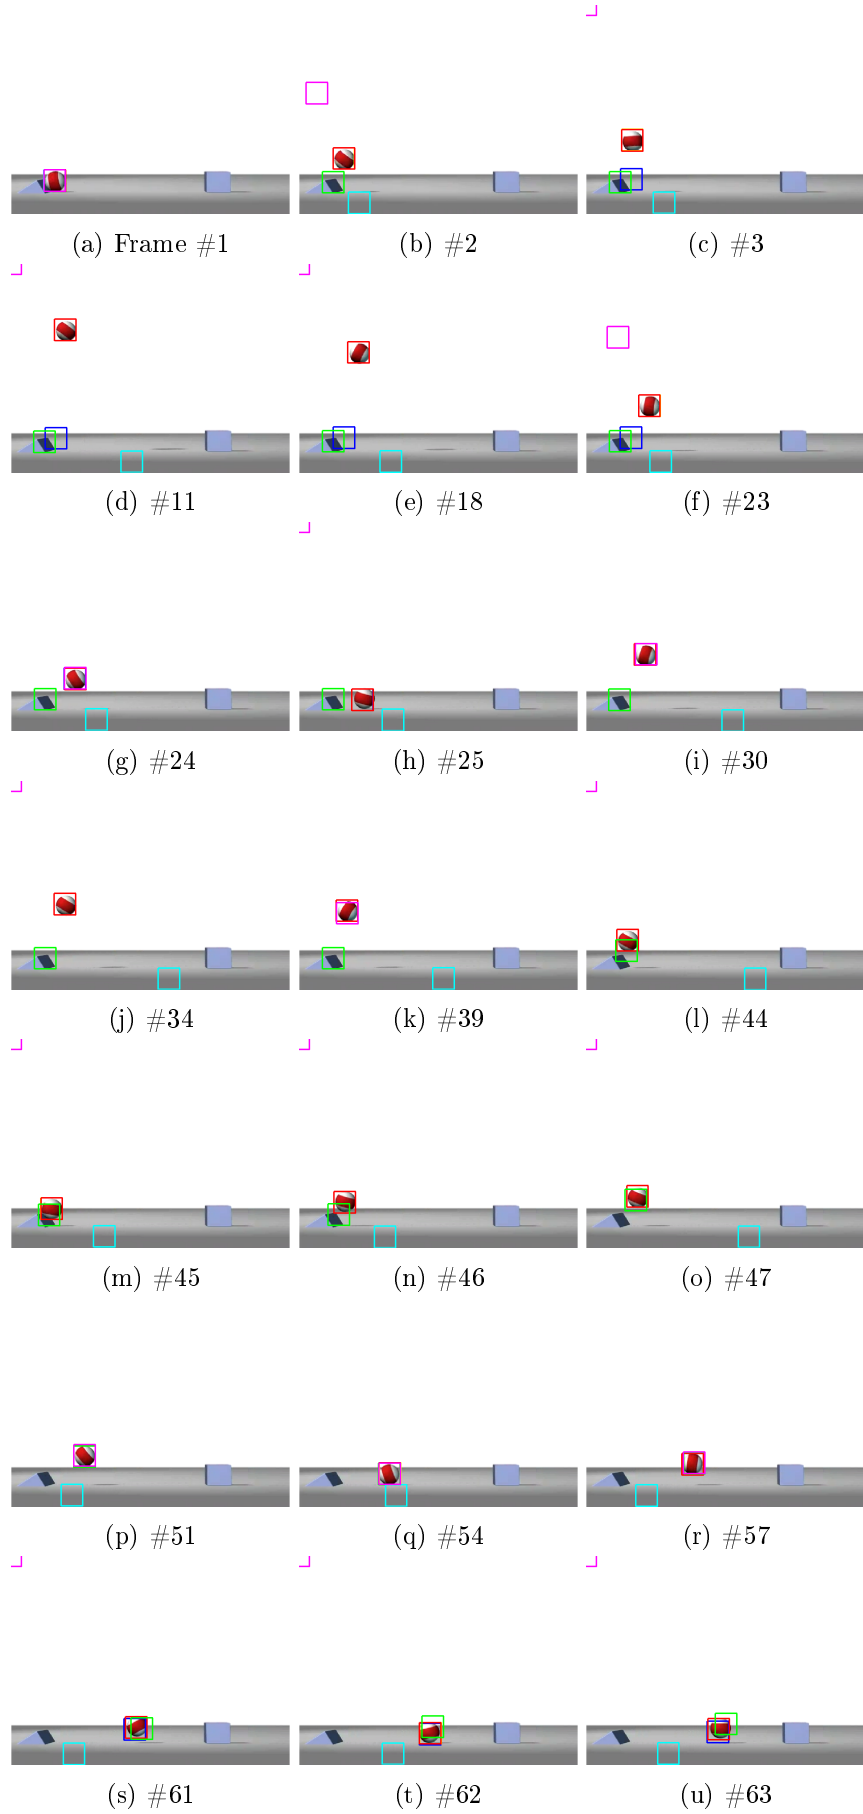 (a) Frame #1
(b) #2
(c) #3
(d) #11
(e) #18
(f) #23
(g) #24
(h) #25
(i) #30
(j) #34
(k) #39
(l) #44
(m) #45
(n) #46
(o) #47
(p) #51
(q) #54
(r) #57
(s) #61
(t) #62
(u) #63